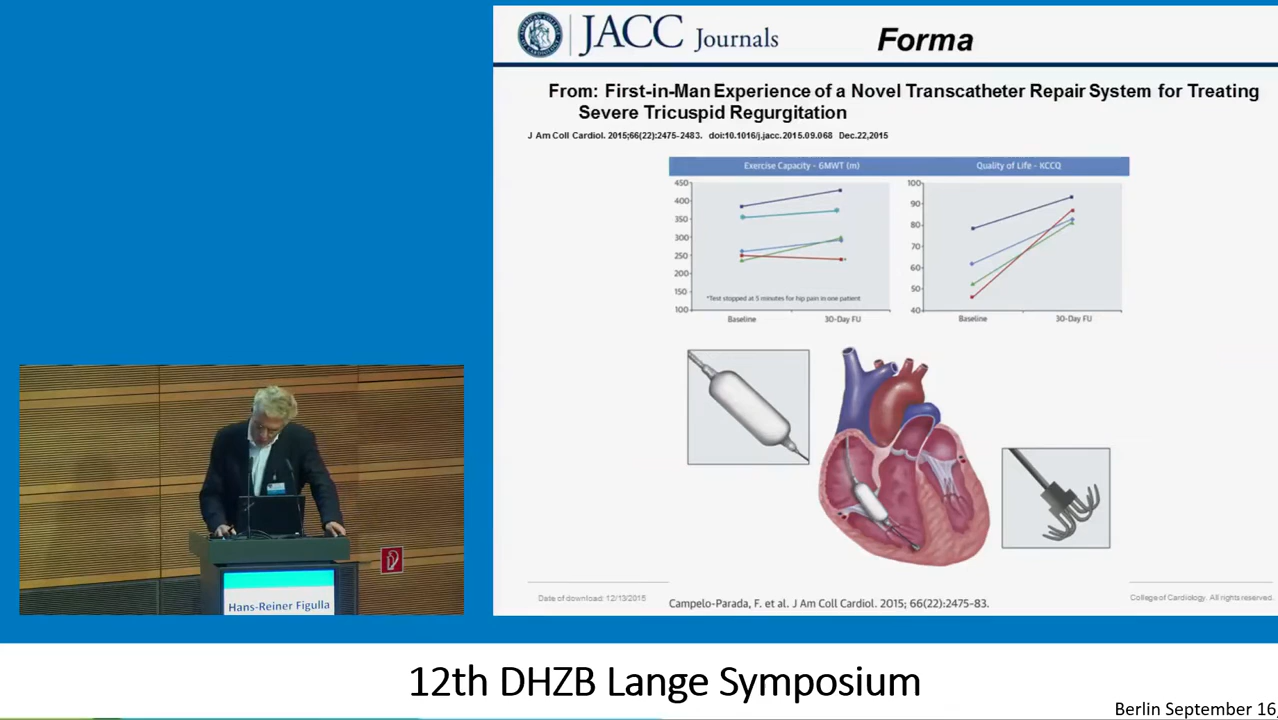 JACC Journals
Forma
From: First-in-Man Experience of a Novel Transcatheter Repair System for Treating
Severe Tricuspid Regurgitation
J Am Coll Cardiol. 2015;66(22):2475-2483. doi:10.1016/j.jacc.2015.09.068 Dec.22,2015
Exercise Capacity - 6MWT (m)
Quality of Life - KCCQ
450
400
350
300
250
200
150
100
*Test stopped at 5 minutes for hip pain in one patient
Baseline
30-Day FU
100
90
80
70
60
50
40
Baseline
30-Day FU
Date of download: 12/13/2015
Campelo-Parada, F. et al. J Am Coll Cardiol. 2015; 66(22):2475-83.
College of Cardiology. All rights reserved.
Hans-Reiner Figulla
12th DHZB Lange Symposium
Berlin September 16,